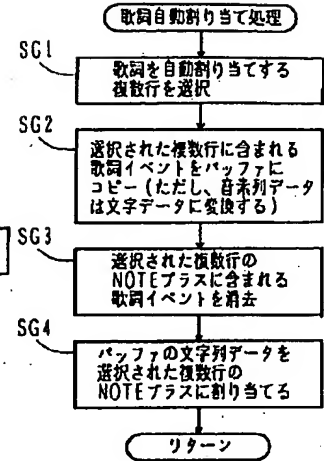 歌詞自動割り当て処理
SG1
歌詞を自動割り当てする
複数行を選択
SG2
選択された複数行に含まれる
歌詞イベントをバッファに
コピー(ただし、音素列データ
は文字データに変換する)
SG3
選択された複数行の
NOTEプラスに含まれる
歌詞イベントを消去
SG4
バッファの文字列データを
選択された複数行の
NOTEプラスに割り当てる
リターン